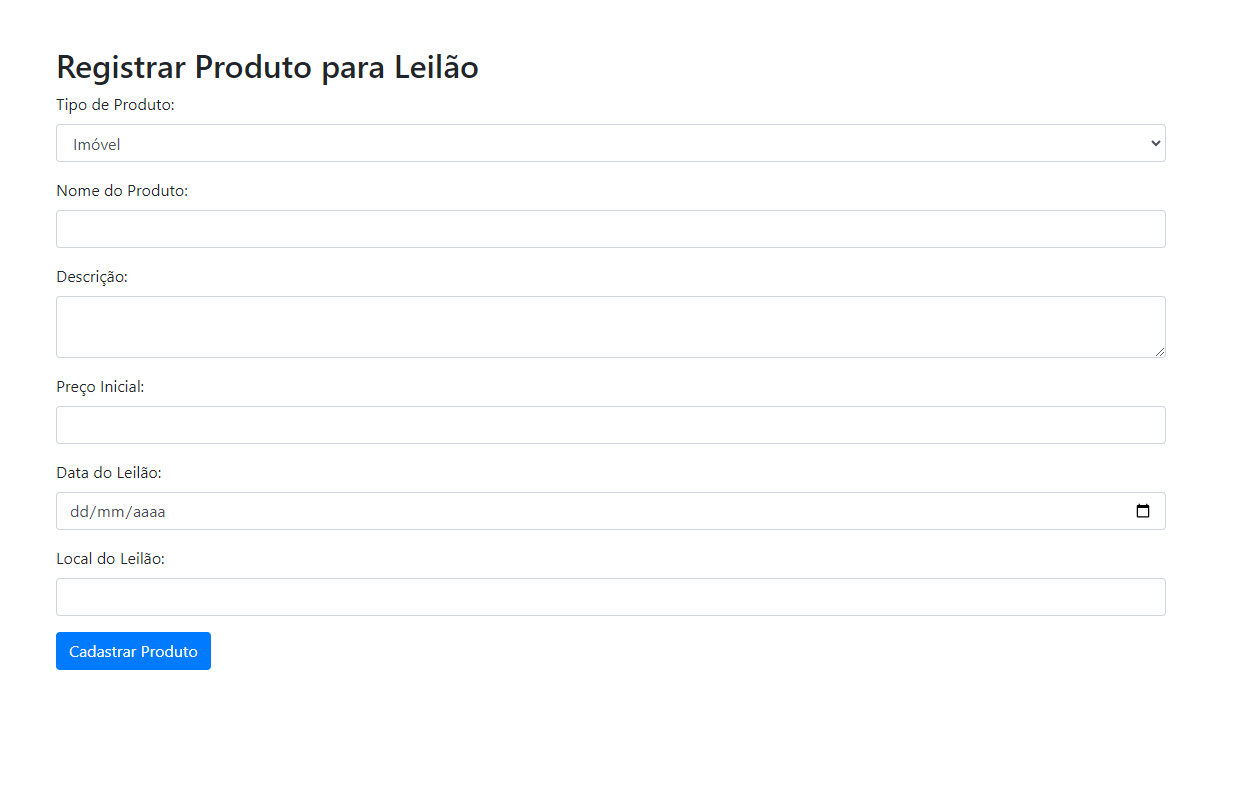 Registrar Produto para Leilão
Tipo de Produto:
Imóvel
Nome do Produto:
Descrição:
Preço Inicial:
Data do Leilão:
dd/mm/aaaa
Local do Leilão:
Cadastrar Produto